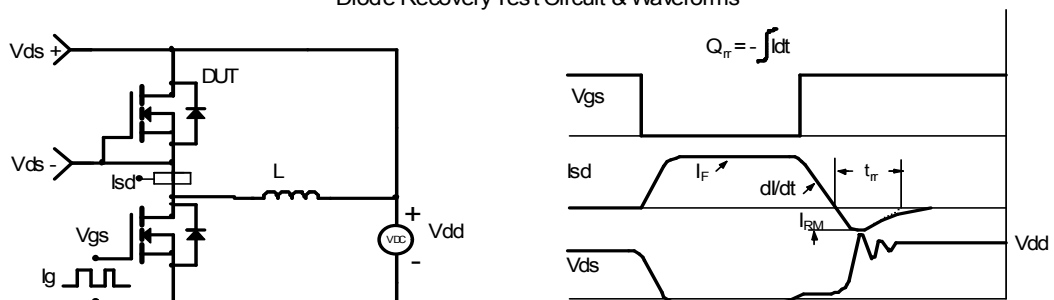 Diode Recovery Test Circuit & Waveforms
Vds +
DUT
Vds -
Isd
L
Vgs
Ig
+
VDC
-
Vdd
Qrr = - ∫ Idt
Vgs
Isd
IF
dI/dt
trr
IRM
Vdd
Vds